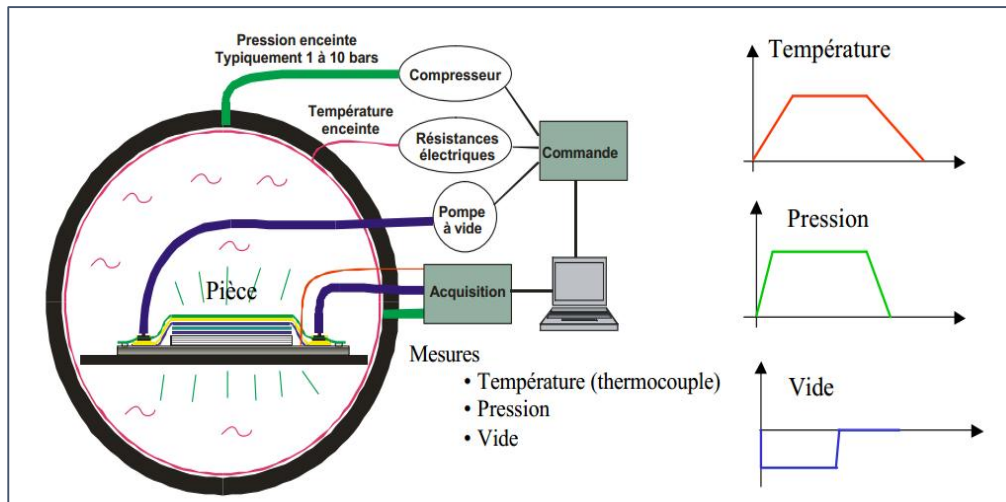 Pression enceinte
Typiquement 1 à 10 bars
Compresseur
Température
enceinte
Résistances
électriques
Commande
Pompe
à vide
Pièce
Acquisition
Mesures
• Température (thermocouple)
• Pression
• Vide
Température
Pression
Vide